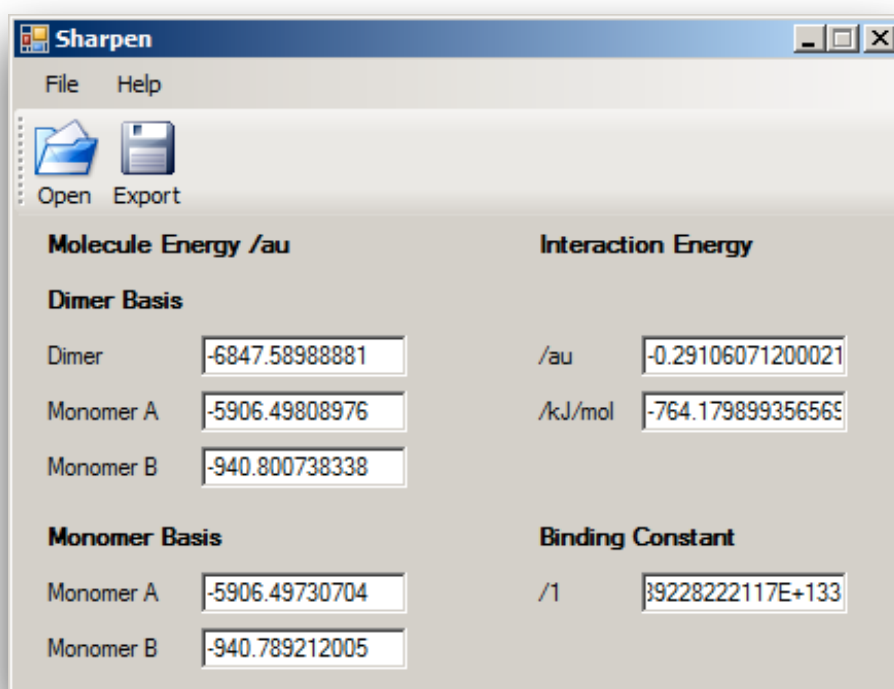 Sharpen
File Help
Open Export
Molecule Energy /au Interaction Energy
Dimer Basis
Dimer -6847.58988881 /au -0.29106071200021
Monomer A -5906.49808976 /kJ/mol -764.179899356569
Monomer B -940.800738338
Monomer Basis Binding Constant
Monomer A -5906.49730704 /1 39228222117E+133
Monomer B -940.789212005